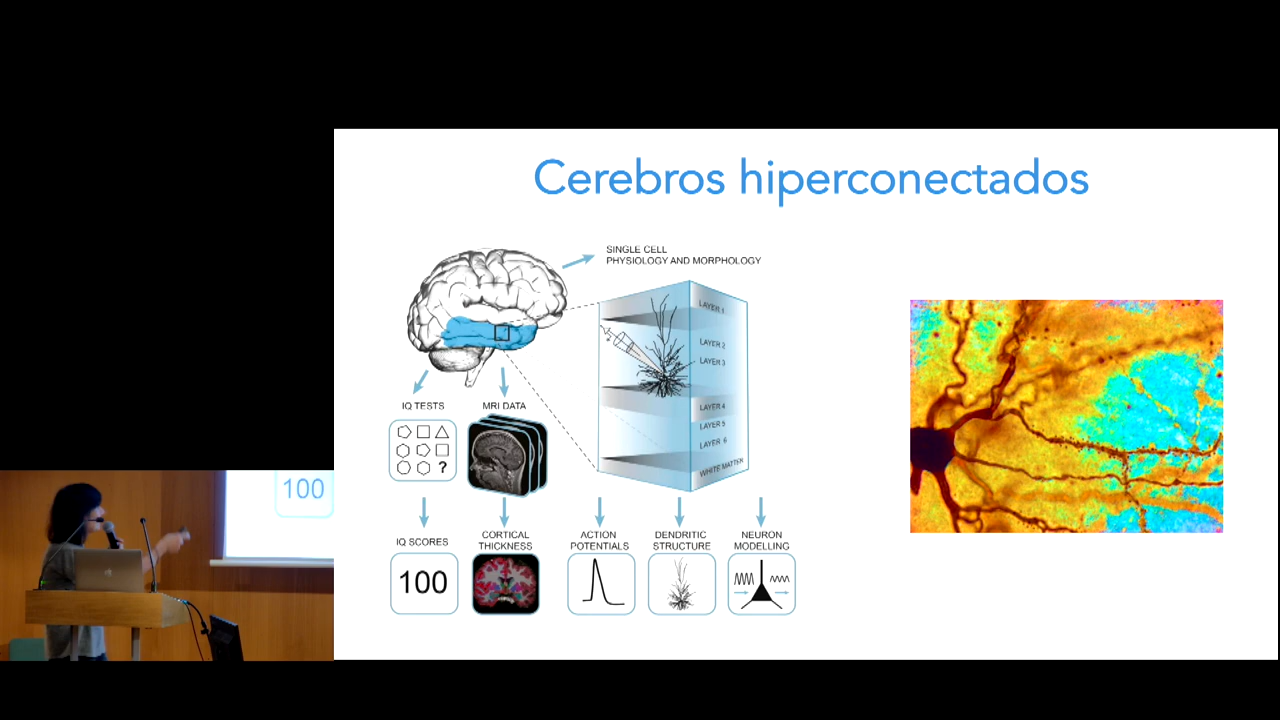 Cerebros hiperconectados
SINGLE CELL
PHYSIOLOGY AND MORPHOLOGY
LAYER 1
LAYER 2
LAYER 3
LAYER 4
LAYER 5
LAYER 6
WHITE MATTER
IQ TESTS
MRI DATA
?
IQ SCORES
CORTICAL
THICKNESS
ACTION
POTENTIALS
DENDRITIC
STRUCTURE
NEURON
MODELLING
100
100